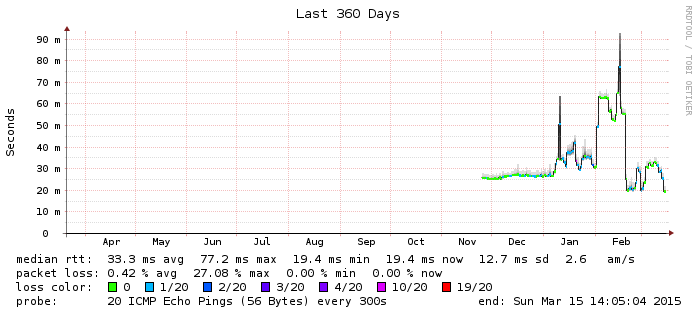 Last 360 Days
RRDTOOL / TOBI OETIKER
Seconds
90 m
80 m
70 m
60 m
50 m
40 m
30 m
20 m
10 m
0
Apr May Jun Jul Aug Sep Oct Nov Dec Jan Feb
median rtt: 33.3 ms avg 77.2 ms max 19.4 ms min 19.4 ms now 12.7 ms sd 2.6 am/s
packet loss: 0.42 % avg 27.08 % max 0.00 % min 0.00 % now
loss color: 0 1/20 2/20 3/20 4/20 10/20 19/20
probe: 20 ICMP Echo Pings (56 Bytes) every 300s end: Sun Mar 15 14:05:04 2015